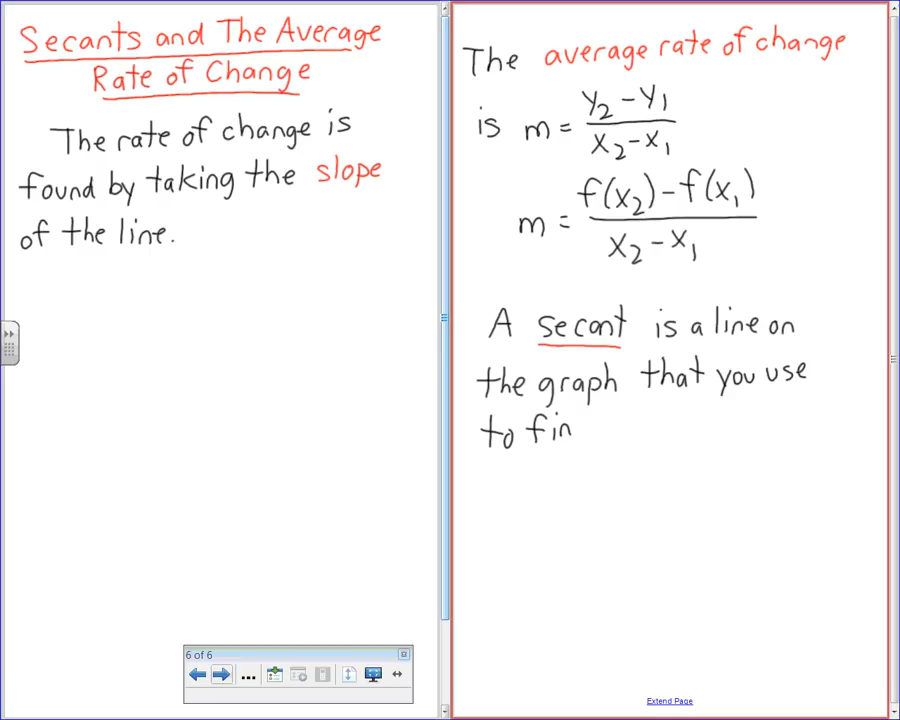 Secants and The Average
Rate of Change
The rate of change is
found by taking the slope
of the line.
The average rate of change
is m = y₂ - y₁ / x₂ - x₁
m = f(x₂) - f(x₁) / x₂ - x₁
A secant is a line on
the graph that you use
to fin
6 of 6
Extend Page